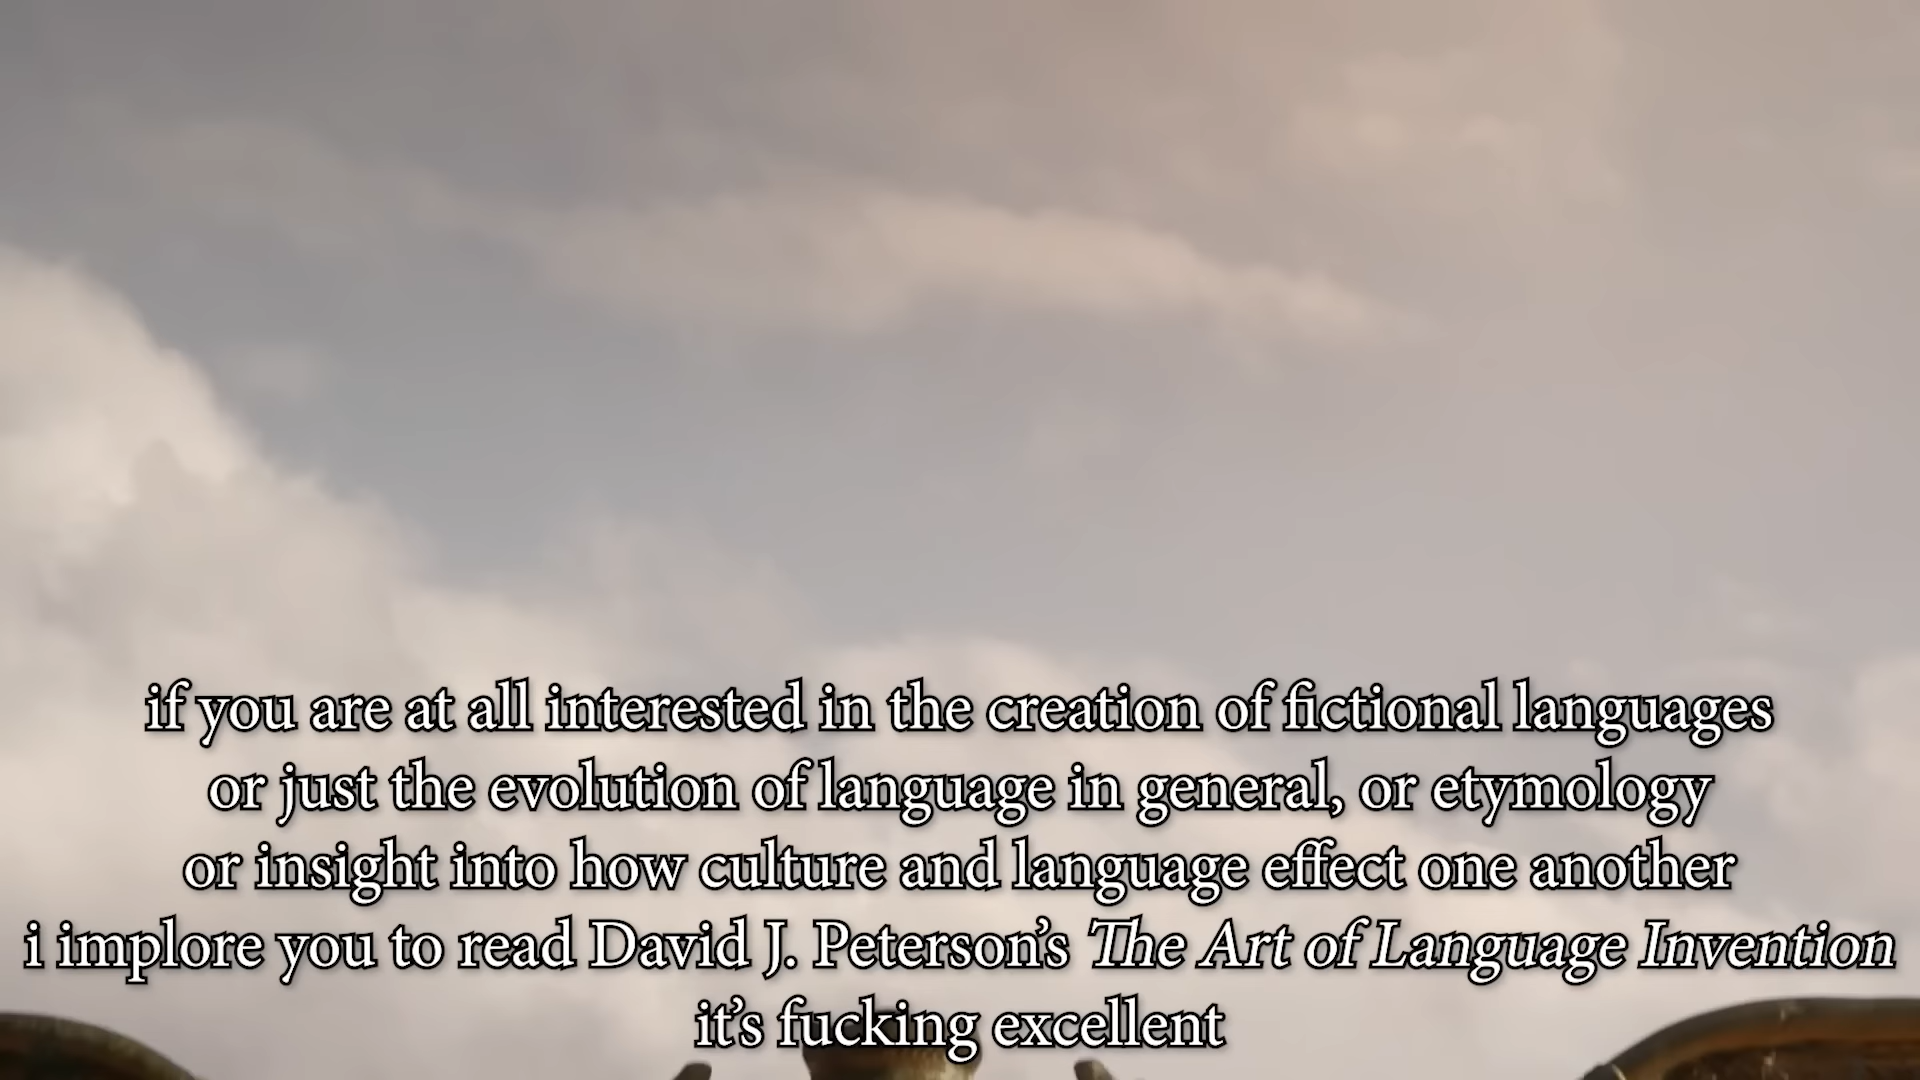 if you are at all interested in the creation of fictional languages
or just the evolution of language in general, or etymology
or insight into how culture and language effect one another
i implore you to read David J. Peterson’s The Art of Language Invention
it’s fucking excellent